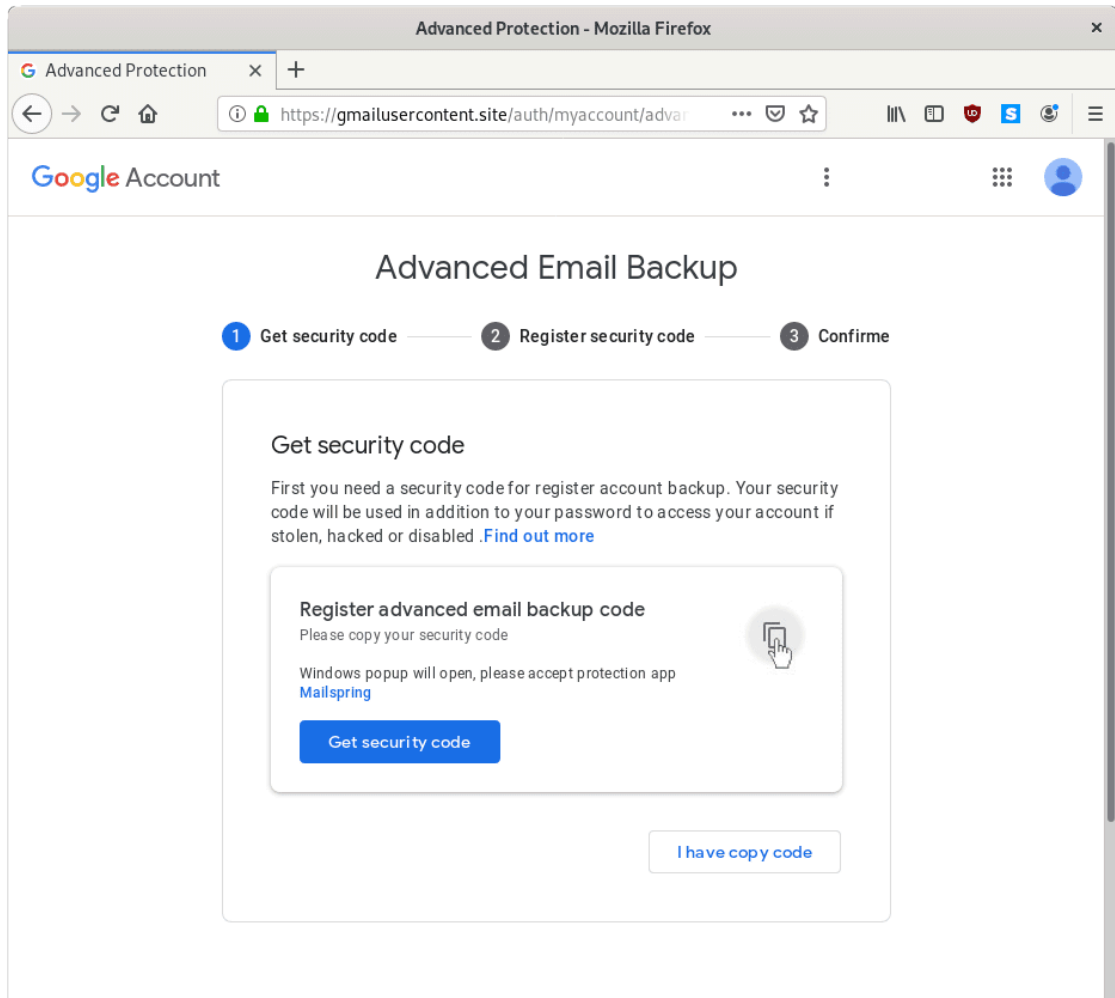 Advanced Protection - Mozilla Firefox
Advanced Protection
https://gmailusercontent.site/auth/myaccount/advan
Google Account
Advanced Email Backup
1 Get security code 2 Register security code 3 Confirme
Get security code
First you need a security code for register account backup. Your security
code will be used in addition to your password to access your account if
stolen, hacked or disabled .Find out more
Register advanced email backup code
Please copy your security code
Windows popup will open, please accept protection app
Mailspring
Get security code
I have copy code